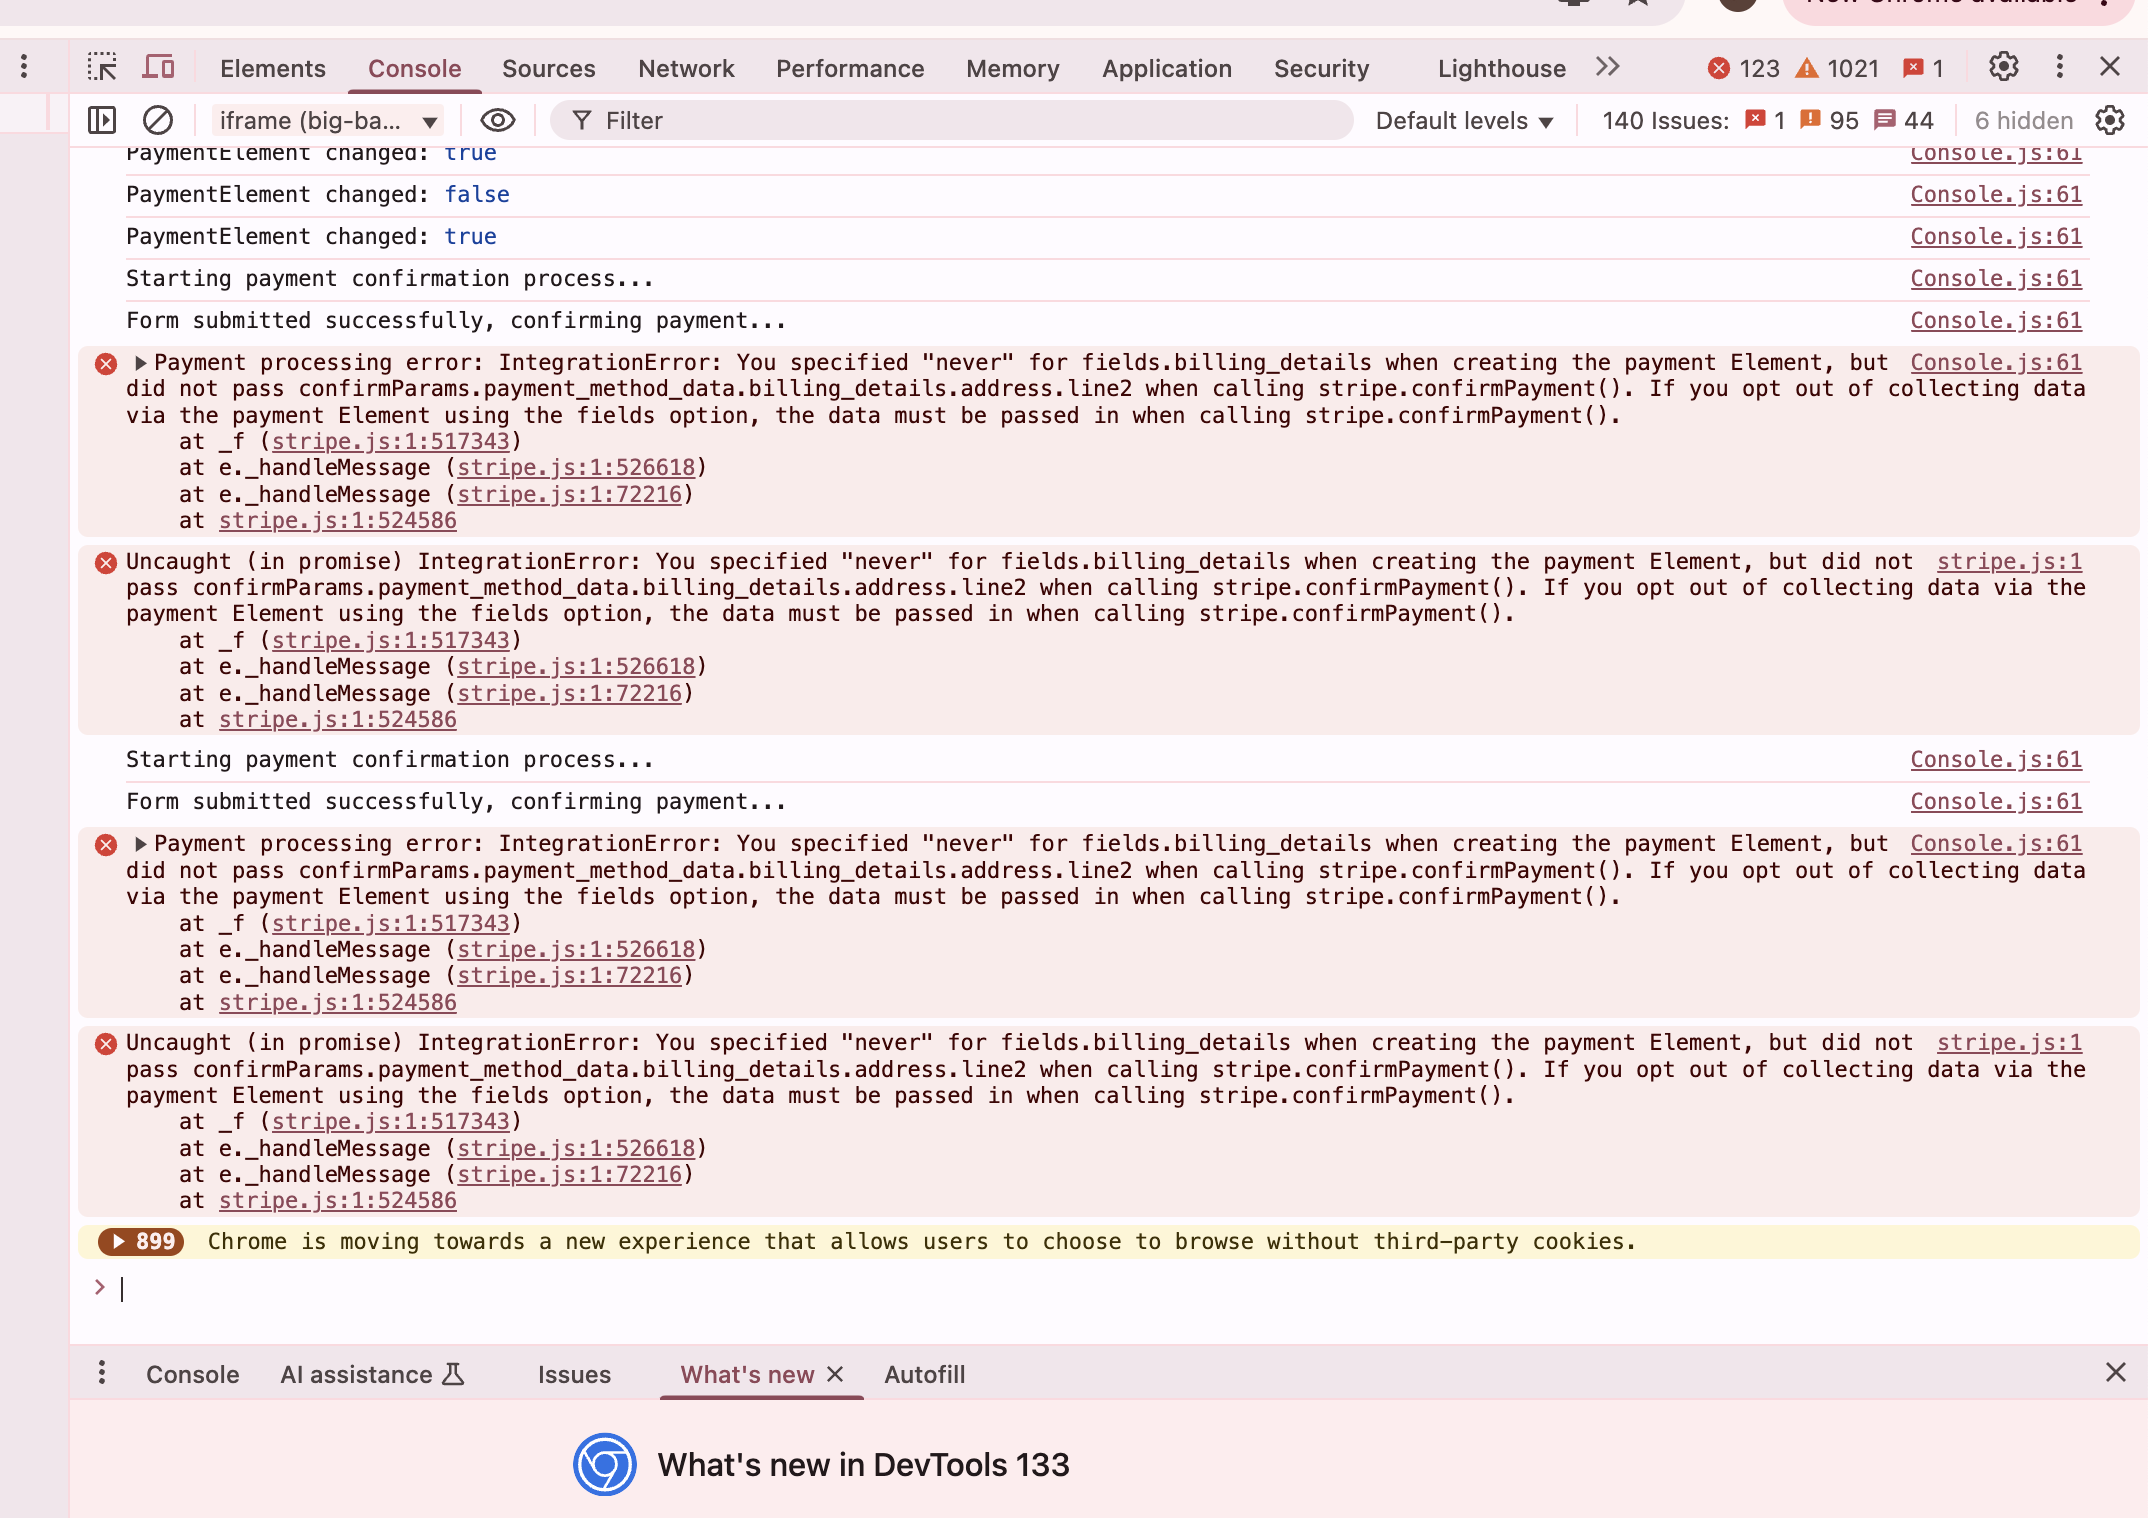 New Chrome available
Elements Console Sources Network Performance Memory Application Security Lighthouse 123 1021 1
iframe (big-ba... Filter Default levels 140 Issues: 1 95 44 6 hidden
PaymentElement changed: true Console.js:61
PaymentElement changed: false Console.js:61
PaymentElement changed: true Console.js:61
Starting payment confirmation process... Console.js:61
Form submitted successfully, confirming payment... Console.js:61
Payment processing error: IntegrationError: You specified "never" for fields.billing_details when creating the payment Element, but Console.js:61
did not pass confirmParams.payment_method_data.billing_details.address.line2 when calling stripe.confirmPayment(). If you opt out of collecting data
via the payment Element using the fields option, the data must be passed in when calling stripe.confirmPayment().
at _f (stripe.js:1:517343)
at e._handleMessage (stripe.js:1:526618)
at e._handleMessage (stripe.js:1:72216)
at stripe.js:1:524586
Uncaught (in promise) IntegrationError: You specified "never" for fields.billing_details when creating the payment Element, but did not stripe.js:1
pass confirmParams.payment_method_data.billing_details.address.line2 when calling stripe.confirmPayment(). If you opt out of collecting data via the
payment Element using the fields option, the data must be passed in when calling stripe.confirmPayment().
at _f (stripe.js:1:517343)
at e._handleMessage (stripe.js:1:526618)
at e._handleMessage (stripe.js:1:72216)
at stripe.js:1:524586
Starting payment confirmation process... Console.js:61
Form submitted successfully, confirming payment... Console.js:61
Payment processing error: IntegrationError: You specified "never" for fields.billing_details when creating the payment Element, but Console.js:61
did not pass confirmParams.payment_method_data.billing_details.address.line2 when calling stripe.confirmPayment(). If you opt out of collecting data
via the payment Element using the fields option, the data must be passed in when calling stripe.confirmPayment().
at _f (stripe.js:1:517343)
at e._handleMessage (stripe.js:1:526618)
at e._handleMessage (stripe.js:1:72216)
at stripe.js:1:524586
Uncaught (in promise) IntegrationError: You specified "never" for fields.billing_details when creating the payment Element, but did not stripe.js:1
pass confirmParams.payment_method_data.billing_details.address.line2 when calling stripe.confirmPayment(). If you opt out of collecting data via the
payment Element using the fields option, the data must be passed in when calling stripe.confirmPayment().
at _f (stripe.js:1:517343)
at e._handleMessage (stripe.js:1:526618)
at e._handleMessage (stripe.js:1:72216)
at stripe.js:1:524586
899 Chrome is moving towards a new experience that allows users to choose to browse without third-party cookies.
Console AI assistance Issues What's new Autofill
What's new in DevTools 133